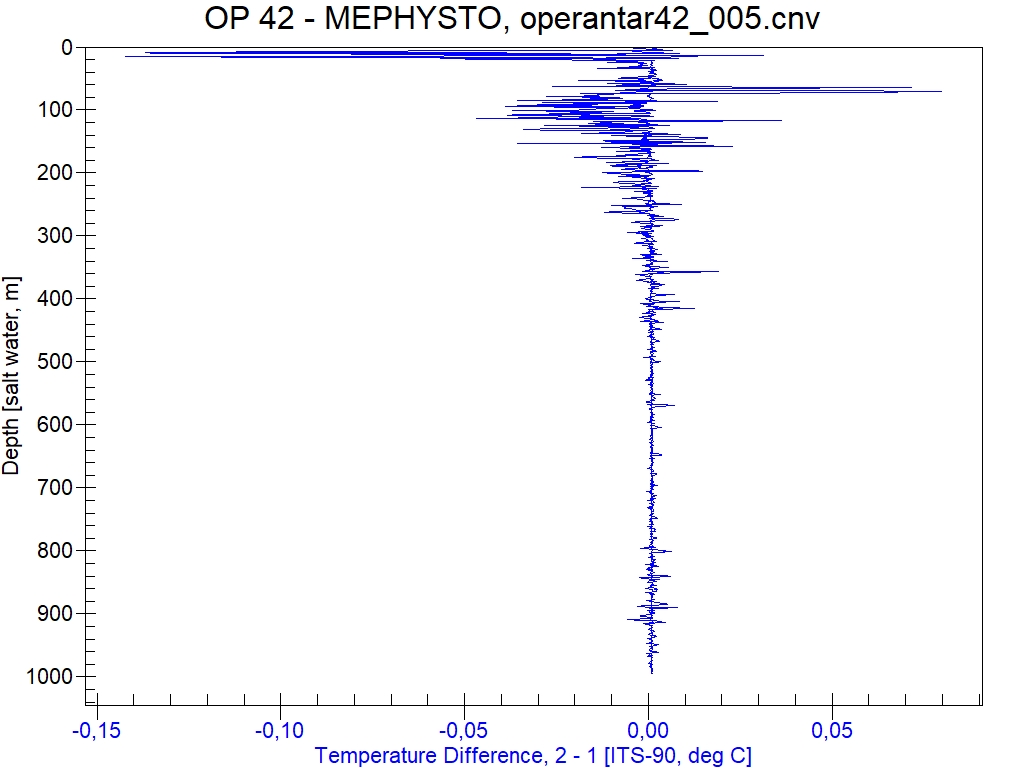 OP 42 - MEPHYSTO, operantar42_005.cnv
0
100
200
300
400
500
600
700
800
900
1000
Depth [salt water, m]
-0,15 -0,10 -0,05 0,00 0,05
Temperature Difference, 2 - 1 [ITS-90, deg C]